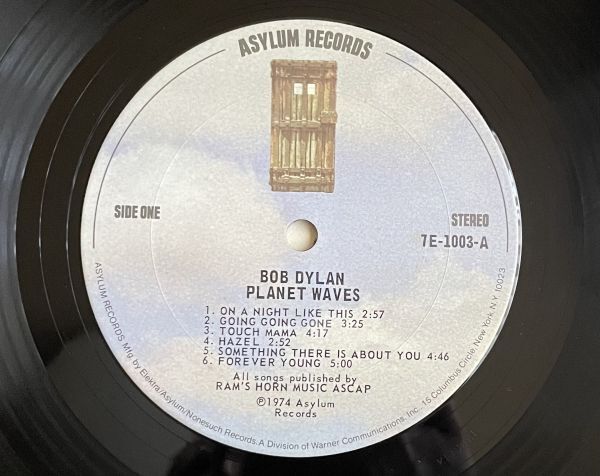 ASYLUM RECORDS
SIDE ONE
STEREO
7E-1003-A
BOB DYLAN
PLANET WAVES
1. ON A NIGHT LIKE THIS 2:57
2. GOING GOING GONE 3:25
3. TOUCH MAMA 4:17
4. HAZEL 2:52
5. SOMETHING THERE IS ABOUT YOU 4:46
6. FOREVER YOUNG 5:00
All songs published by
RAM'S HORN MUSIC ASCAP
℗1974 Asylum
Records
ASYLUM RECORDS Mfg. by Elektra/Asylum/Nonesuch Records. A Division of Warner Communications, Inc. · 15 Columbus Circle, New York, N.Y. 10023